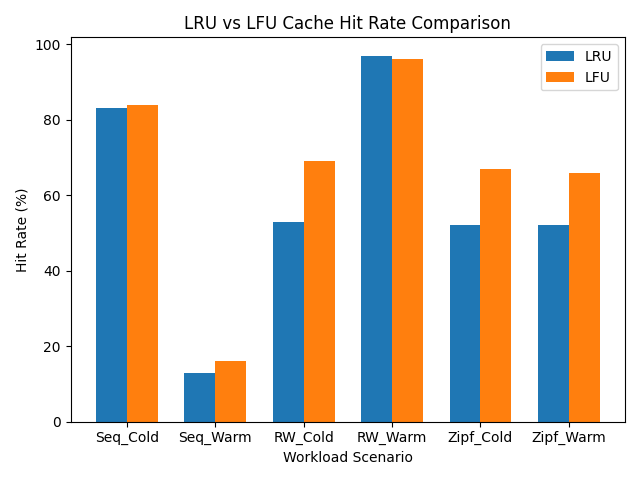 LRU vs LFU Cache Hit Rate Comparison
LRU
LFU
Hit Rate (%)
100
80
60
40
20
0
Seq_Cold Seq_Warm RW_Cold RW_Warm Zipf_Cold Zipf_Warm
Workload Scenario